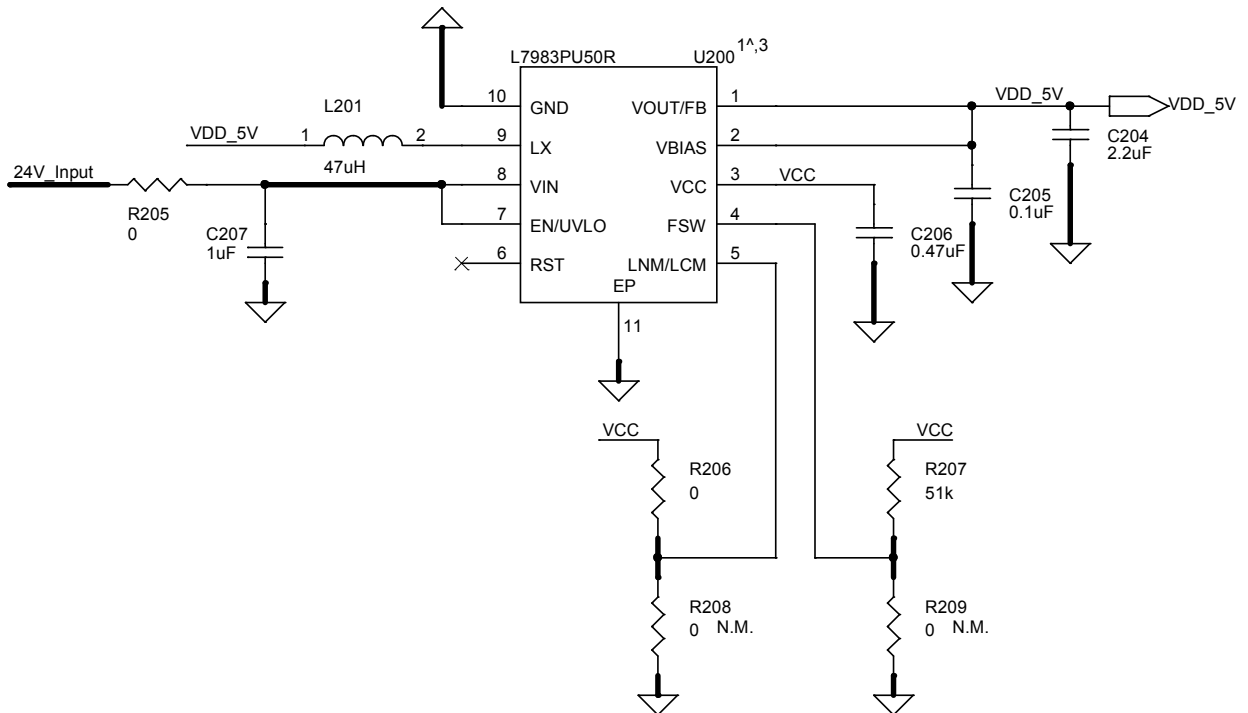 L7983PU50R
U200
1^,3
10
GND
VOUT/FB
1
VDD_5V
VDD_5V
L201
VDD_5V
1
2
9
LX
VBIAS
2
C204
2.2uF
47uH
24V_Input
8
VIN
VCC
3
VCC
R205
0
C205
0.1uF
7
EN/UVLO
FSW
4
C207
1uF
C206
0.47uF
6
RST
LNM/LCM
5
EP
11
VCC
VCC
R206
0
R207
51k
R208
0 N.M.
R209
0 N.M.